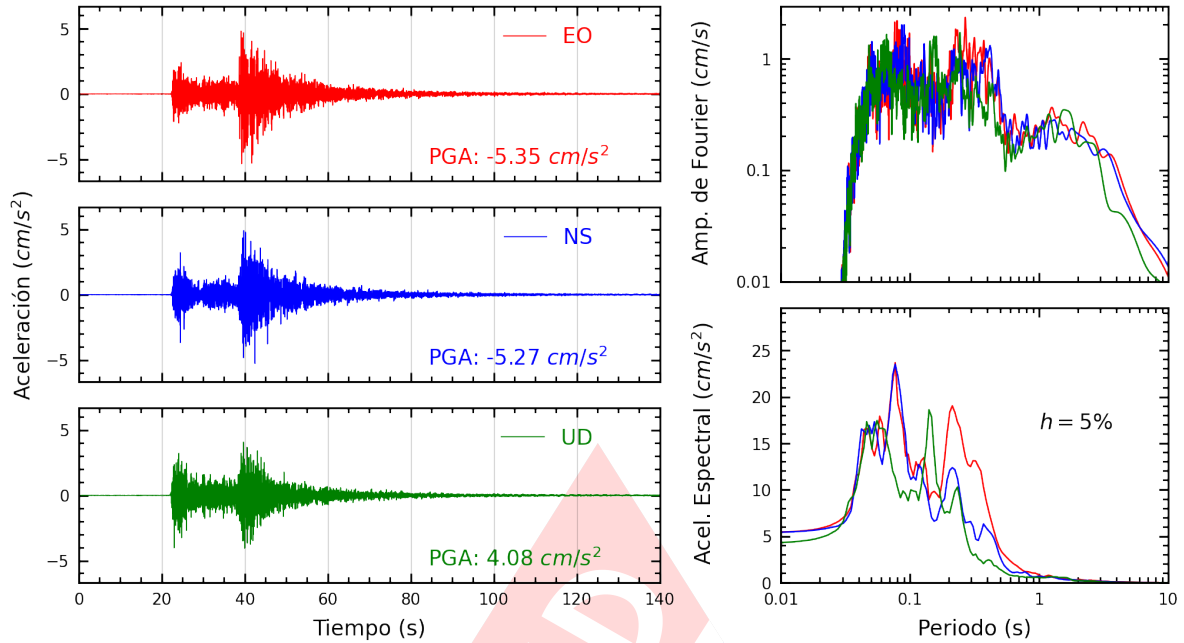 Aceleración (cm/s²)
5
0
−5
EO
PGA: -5.35 cm/s²
5
0
−5
NS
PGA: -5.27 cm/s²
5
0
−5
UD
PGA: 4.08 cm/s²
0 20 40 60 80 100 120 140
Tiempo (s)
Amp. de Fourier (cm/s)
1
0.1
0.01
Acel. Espectral (cm/s²)
25
20
15
10
5
0
h = 5%
0.01 0.1 1 10
Periodo (s)